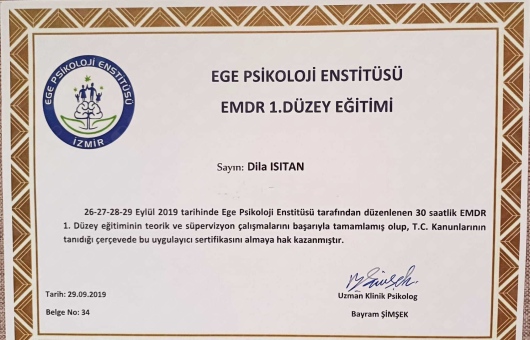 EGE PSİKOLOJİ ENSTİTÜSÜ
İZMİR
EGE PSİKOLOJİ ENSTİTÜSÜ
EMDR 1.DÜZEY EĞİTİMİ
Sayın: Dila ISITAN
26-27-28-29 Eylül 2019 tarihinde Ege Psikoloji Enstitüsü tarafından düzenlenen 30 saatlik EMDR
1. Düzey eğitiminin teorik ve süpervizyon çalışmalarını başarıyla tamamlamış olup, T.C. Kanunlarının
tanıdığı çerçevede bu uygulayıcı sertifikasını almaya hak kazanmıştır.
B.Şimşek
Tarih: 29.09.2019
Uzman Klinik Psikolog
Belge No: 34
Bayram ŞİMŞEK